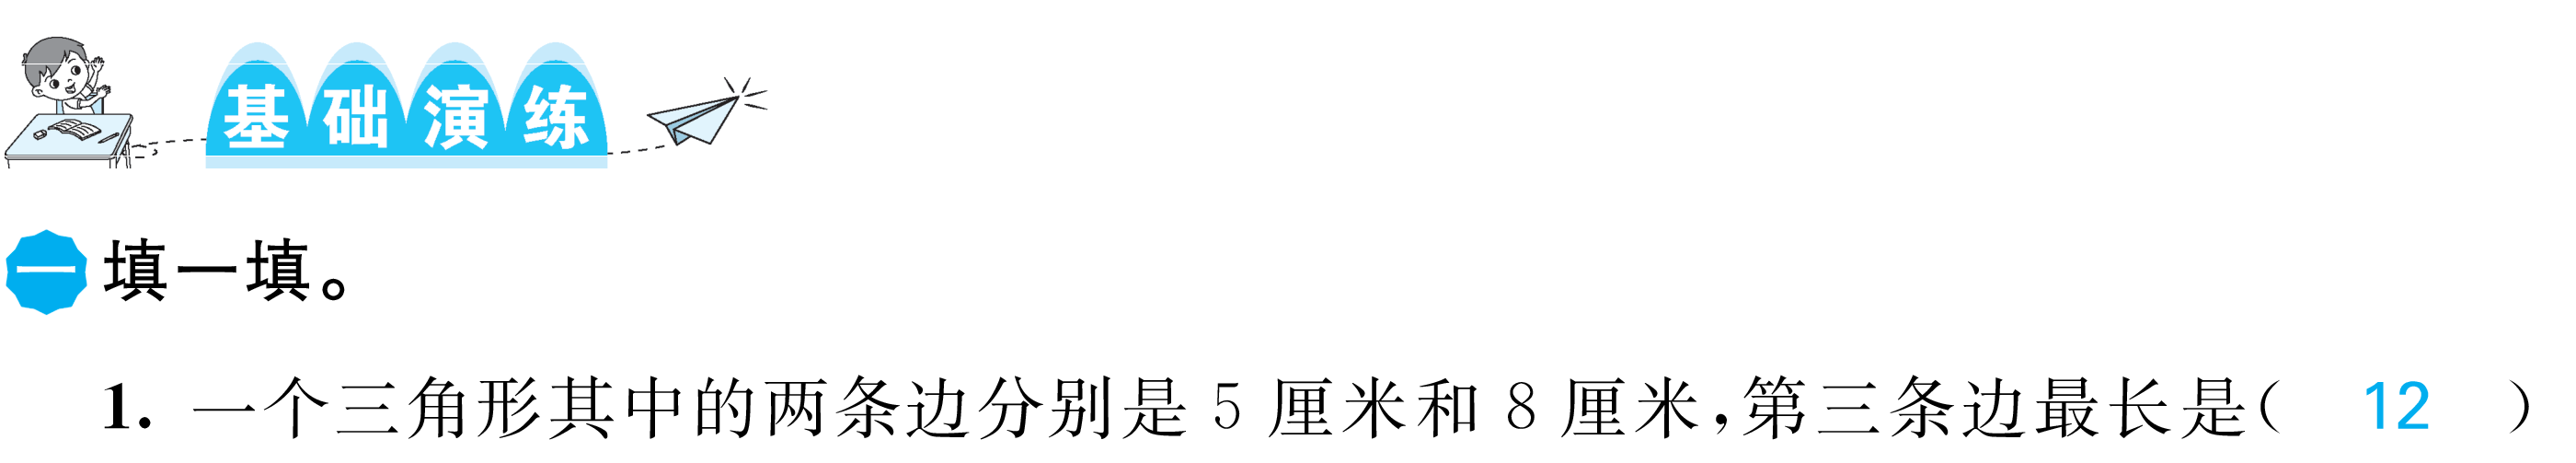 基础演练
一 填一填。
1. 一个三角形其中的两条边分别是 5 厘米和 8 厘米,第三条边最长是( 12 )